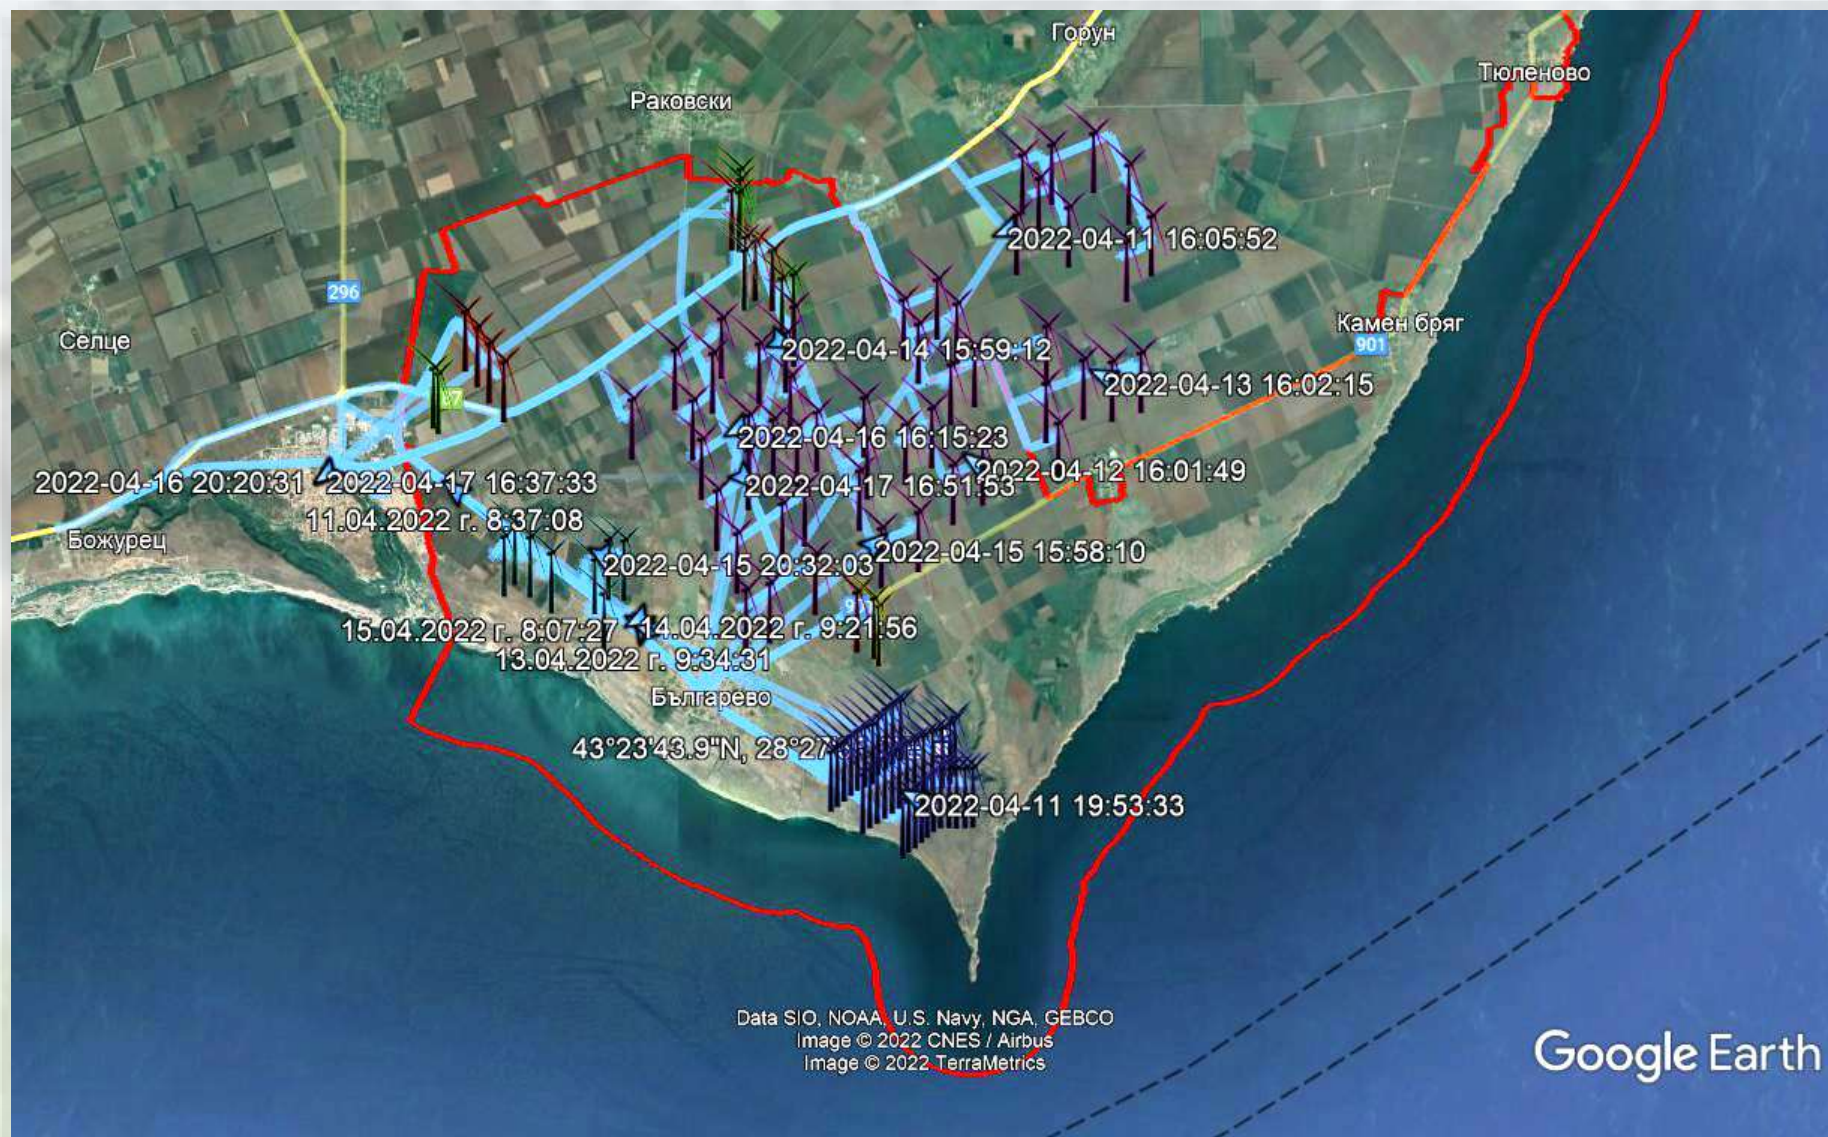 Горун
Тюленово
Раковски
2022-04-11 16:05:52
296
Камен бряг
901
Селце
2022-04-14 15:59:12
2022-04-13 16:02:15
2022-04-16 16:15:23
2022-04-12 16:01:49
2022-04-16 20:20:31
2022-04-17 16:37:33
2022-04-17 16:51:53
11.04.2022 г. 8:37:08
Божурец
2022-04-15 15:58:10
2022-04-15 20:32:03
15.04.2022 г. 8:07:27
14.04.2022 г. 9:21:56
13.04.2022 г. 9:34:31
Българево
43°23'43.9"N, 28°27'
2022-04-11 19:53:33
Data SIO, NOAA, U.S. Navy, NGA, GEBCO
Image © 2022 CNES / Airbus
Image © 2022 TerraMetrics
Google Earth